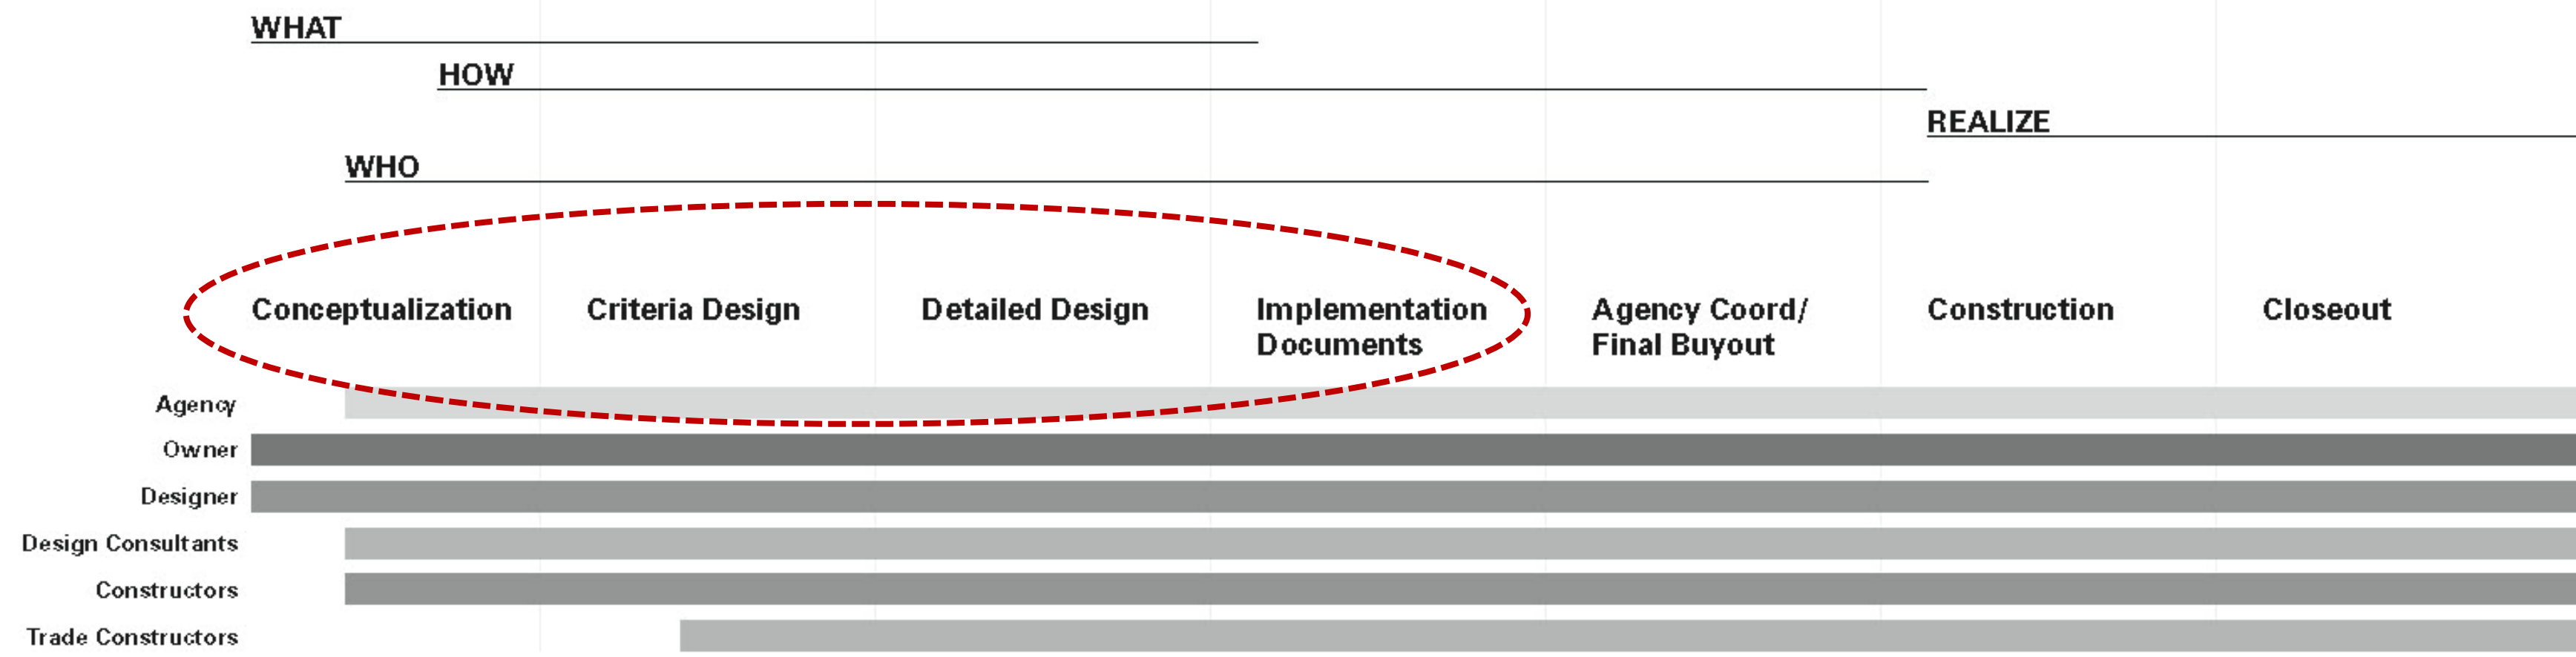 WHAT
HOW
REALIZE
WHO
Conceptualization
Criteria Design
Detailed Design
Implementation
Documents
Agency Coord/
Final Buyout
Construction
Closeout
Agency
Owner
Designer
Design Consultants
Constructors
Trade Constructors